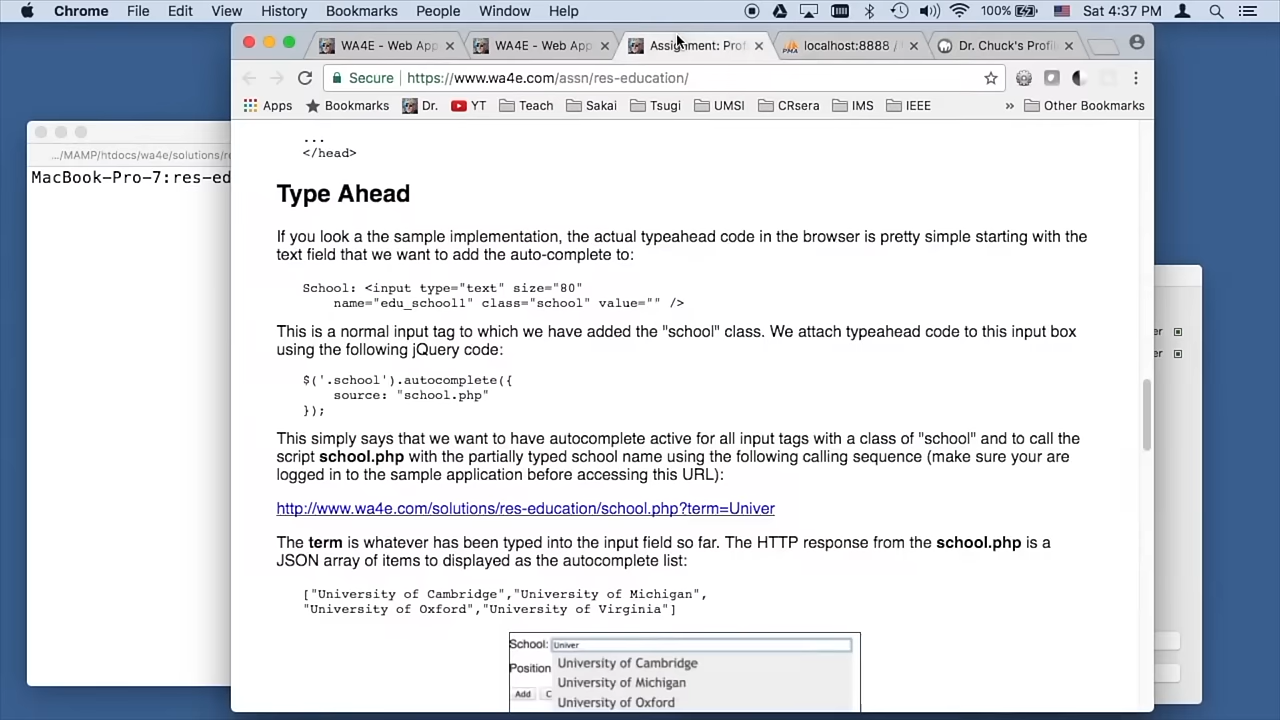 Chrome File Edit View History Bookmarks People Window Help 100% Sat 4:37 PM
WA4E - Web App WA4E - Web App Assignment: Prof localhost:8888 / Dr. Chuck's Profil
Secure https://www.wa4e.com/assn/res-education/
Apps Bookmarks Dr. YT Teach Sakai Tsugi UMSI CRsera IMS IEEE » Other Bookmarks
.../MAMP/htdocs/wa4e/solutions/re
MacBook-Pro-7:res-ed
...
</head>
Type Ahead
If you look a the sample implementation, the actual typeahead code in the browser is pretty simple starting with the
text field that we want to add the auto-complete to:
School: <input type="text" size="80"
name="edu_school1" class="school" value="" />
This is a normal input tag to which we have added the "school" class. We attach typeahead code to this input box
using the following jQuery code:
$('.school').autocomplete({
source: "school.php"
});
This simply says that we want to have autocomplete active for all input tags with a class of "school" and to call the
script school.php with the partially typed school name using the following calling sequence (make sure your are
logged in to the sample application before accessing this URL):
http://www.wa4e.com/solutions/res-education/school.php?term=Univer
The term is whatever has been typed into the input field so far. The HTTP response from the school.php is a
JSON array of items to displayed as the autocomplete list:
["University of Cambridge","University of Michigan",
"University of Oxford","University of Virginia"]
School: Univer
Position
University of Cambridge
University of Michigan
Add C
University of Oxford
er
er